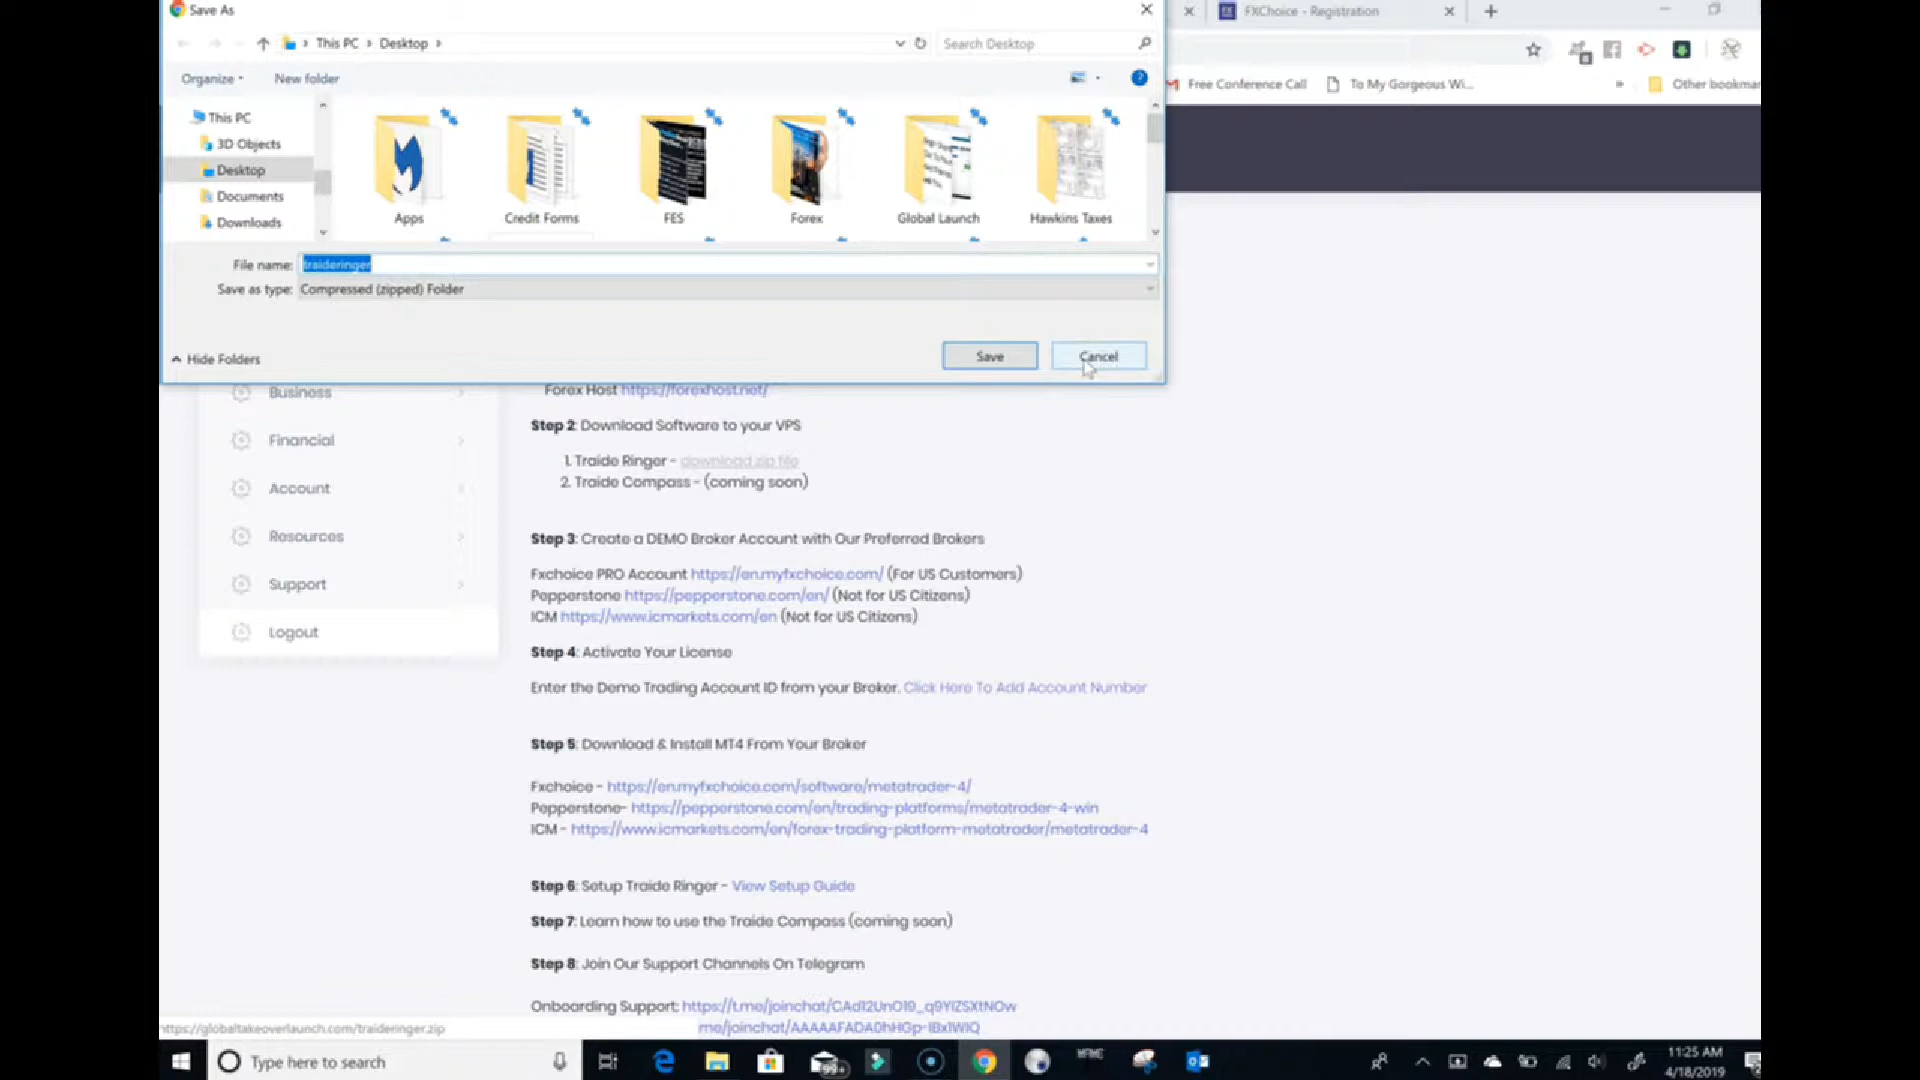 Save As
FXChoice - Registration
This PC > Desktop >
Search Desktop
Organize
New folder
Free Conference Call
To My Gorgeous Wi...
»
Other bookmar
This PC
3D Objects
Desktop
Documents
Downloads
Apps
Credit Forms
FES
Forex
Global Launch
Hawkins Taxes
File name: traideringer
Save as type: Compressed (zipped) Folder
Hide Folders
Save
Cancel
Business
Financial
Account
Resources
Support
Logout
Forex Host https://forexhost.net/
Step 2: Download Software to your VPS
1. Traide Ringer - download zip file
2. Traide Compass - (coming soon)
Step 3: Create a DEMO Broker Account with Our Preferred Brokers
Fxchoice PRO Account https://en.myfxchoice.com/ (For US Customers)
Pepperstone https://pepperstone.com/en/ (Not for US Citizens)
ICM https://www.icmarkets.com/en (Not for US Citizens)
Step 4: Activate Your License
Enter the Demo Trading Account ID from your Broker. Click Here To Add Account Number
Step 5: Download & Install MT4 From Your Broker
Fxchoice - https://en.myfxchoice.com/software/metatrader-4/
Pepperstone- https://pepperstone.com/en/trading-platforms/metatrader-4-win
ICM - https://www.icmarkets.com/en/forex-trading-platform-metatrader/metatrader-4
Step 6: Setup Traide Ringer - View Setup Guide
Step 7: Learn how to use the Traide Compass (coming soon)
Step 8: Join Our Support Channels On Telegram
Onboarding Support:
https://globaltakeoverlaunch.com/traideringer.zip
Type here to search
99+
11:25 AM
4/18/2019